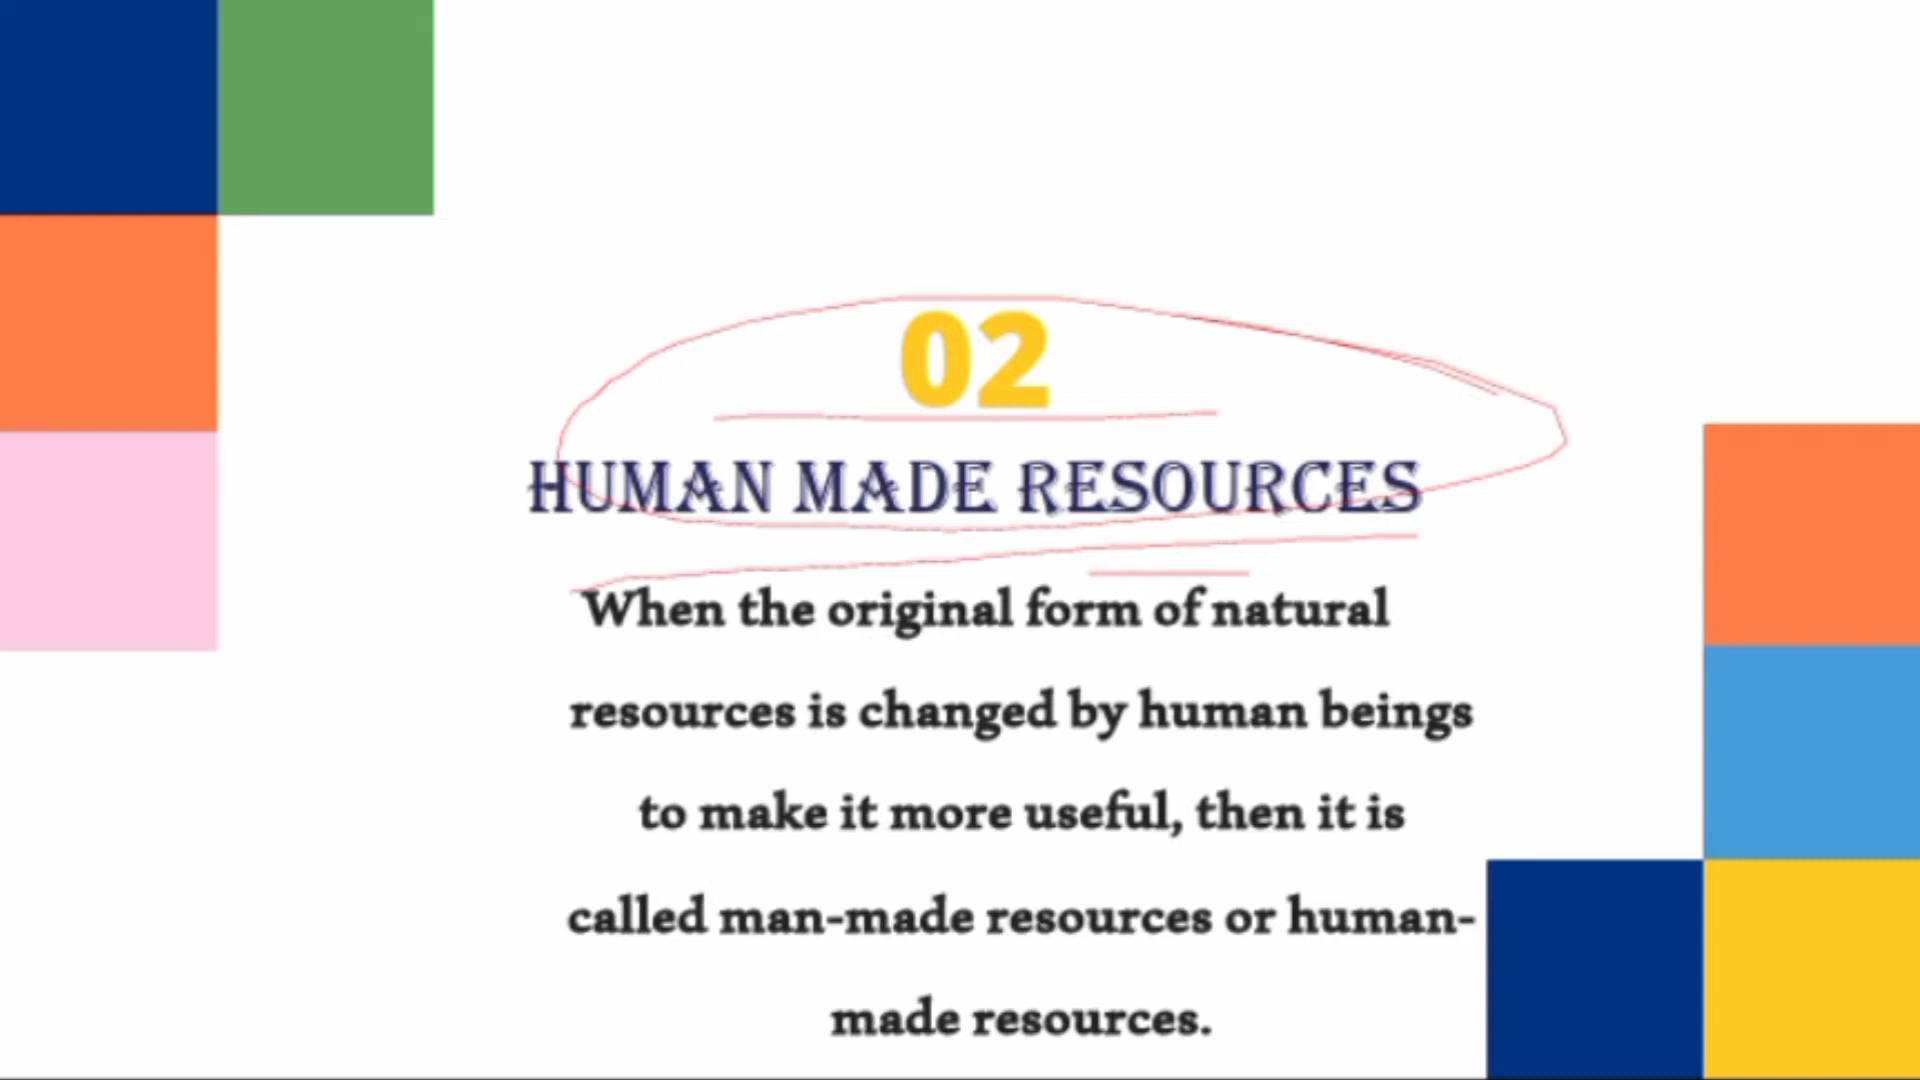 02
HUMAN MADE RESOURCES
When the original form of natural
resources is changed by human beings
to make it more useful, then it is
called man-made resources or human-
made resources.